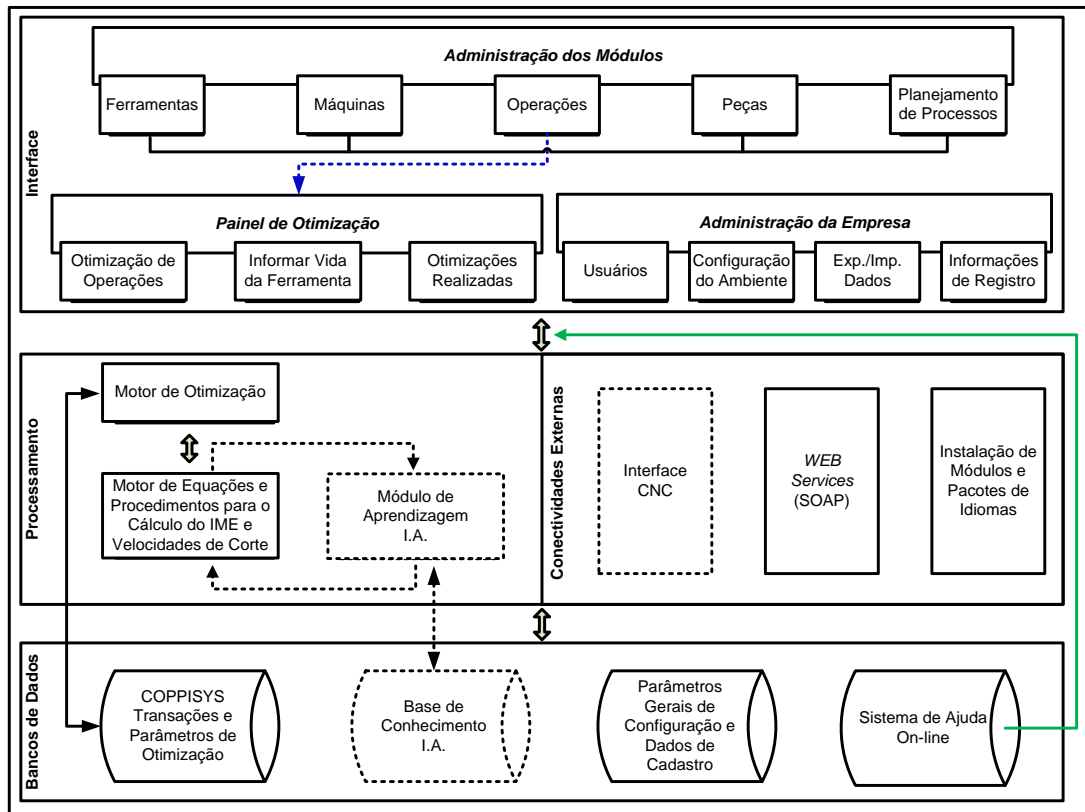 Interface
Administração dos Módulos
Ferramentas
Máquinas
Operações
Peças
Planejamento
de Processos
Painel de Otimização
Otimização de
Operações
Informar Vida
da Ferramenta
Otimizações
Realizadas
Administração da Empresa
Usuários
Configuração
do Ambiente
Exp./Imp.
Dados
Informações
de Registro
Processamento
Motor de Otimização
Motor de Equações e
Procedimentos para o
Cálculo do IME e
Velocidades de Corte
Módulo de
Aprendizagem
I.A.
Conectividades Externas
Interface
CNC
WEB
Services
(SOAP)
Instalação de
Módulos e
Pacotes de
Idiomas
Bancos de Dados
COPPISYS
Transações e
Parâmetros de
Otimização
Base de
Conhecimento
I.A.
Parâmetros
Gerais de
Configuração e
Dados de
Cadastro
Sistema de Ajuda
On-line